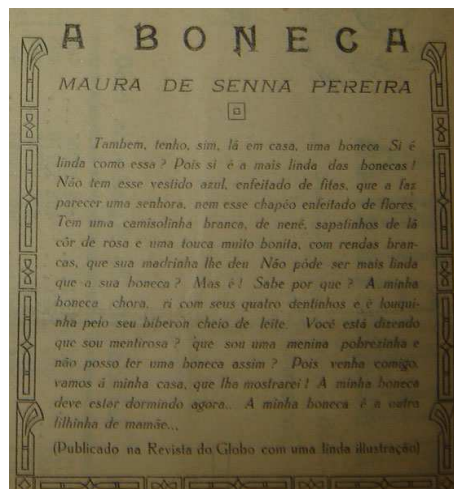 A BONECA
MAURA DE SENNA PEREIRA
Tambem, tenho, sim, lá em casa, uma boneca Si é
linda como essa? Pois si é a mais linda das bonecas!
Não tem esse vestido azul, enfeitado de fitas, que a faz
parecer uma senhora, nem esse chapéo enfeitado de flores.
Tem uma camisolinha branca, de nené, sapatinhos de lã
côr de rosa e uma touca muito bonita, com rendas bran-
cas, que sua madrinha lhe deu Não póde ser mais linda
que a sua boneca? Mas é! Sabe por que? A minha
boneca chora, ri com seus quatro dentinhos e é louqui-
nha pelo seu biberon cheio de leite. Você está dizendo
que sou mentirosa? que sou uma menina pobrezinha e
não posso ter uma boneca assim? Pois venha comigo,
vamos á minha casa, que lha mostrarei! A minha boneca
deve estar dormindo agora.. A minha boneca é a outra
filhinha de mamãe...
(Publicado na Revista do Globo com uma linda illustração)